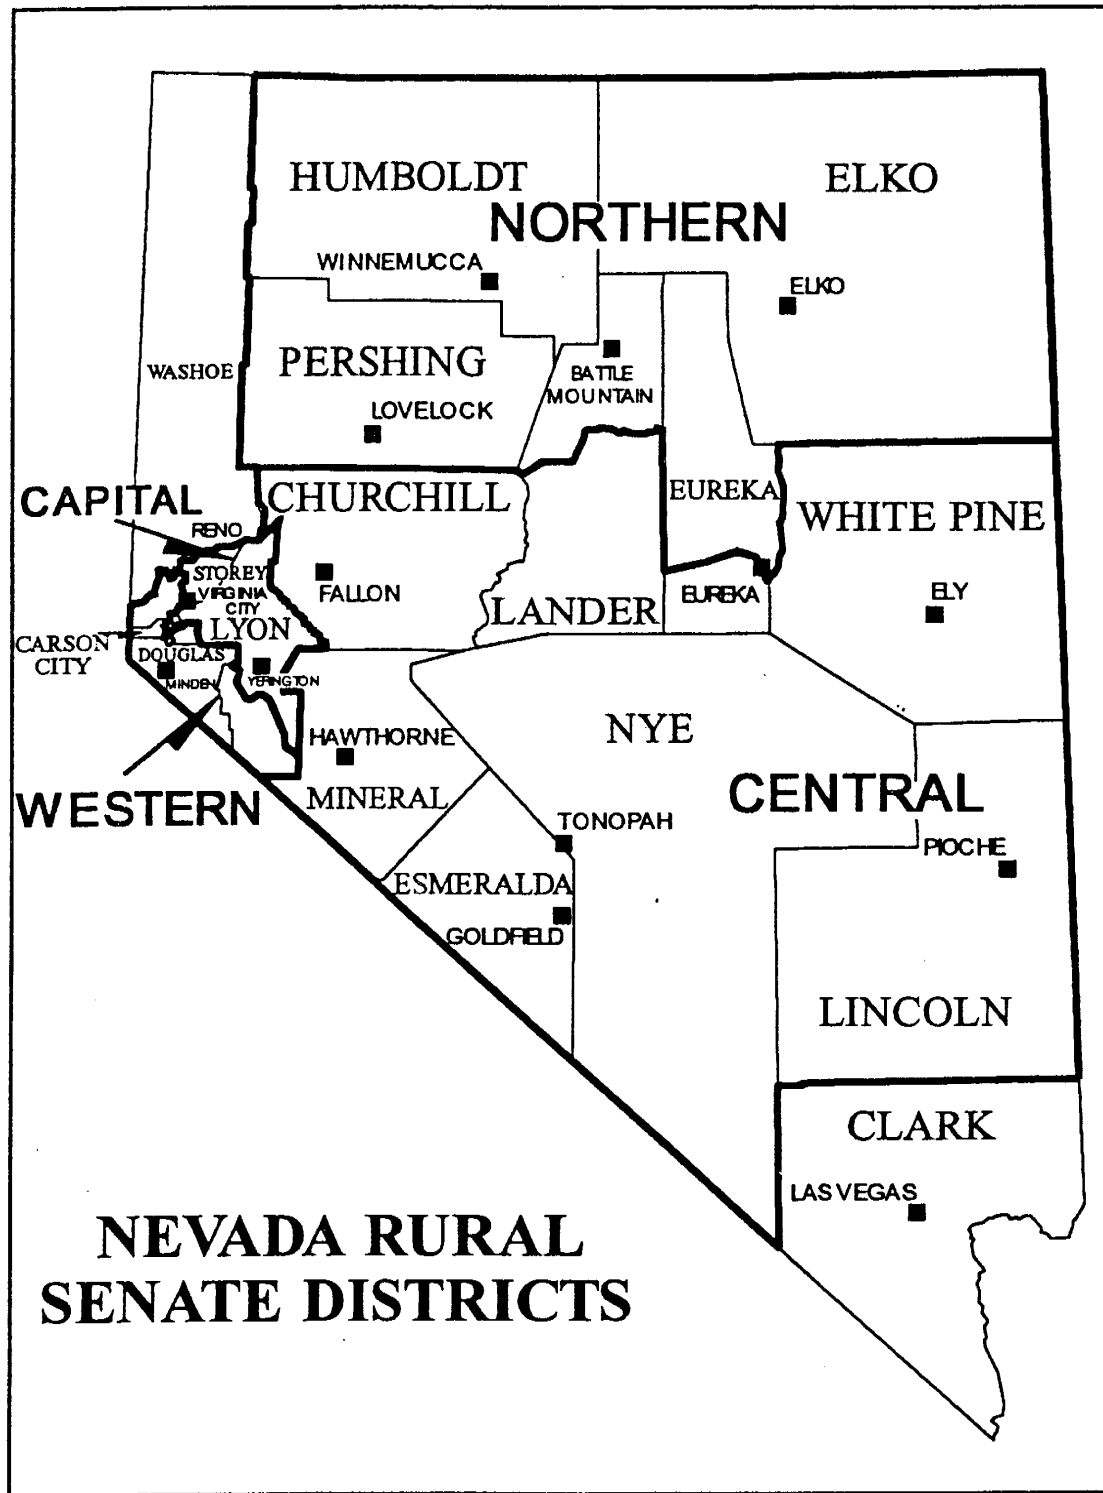 HUMBOLDT
ELKO
NORTHERN
WINNEMUCCA
ELKO
PERSHING
WASHOE
BATTLE
MOUNTAIN
LOVELOCK
CAPITAL
CHURCHILL
EUREKA
WHITE PINE
RENO
STOREY
VIRGINIA
CITY
FALLON
EUREKA
ELY
LANDER
LYON
CARSON
CITY
DOUGLAS
MINDEN
YERINGTON
NYE
HAWTHORNE
WESTERN
MINERAL
CENTRAL
TONOPAH
PIOCHE
ESMERALDA
GOLDFIELD
LINCOLN
CLARK
LAS VEGAS
NEVADA RURAL
SENATE DISTRICTS